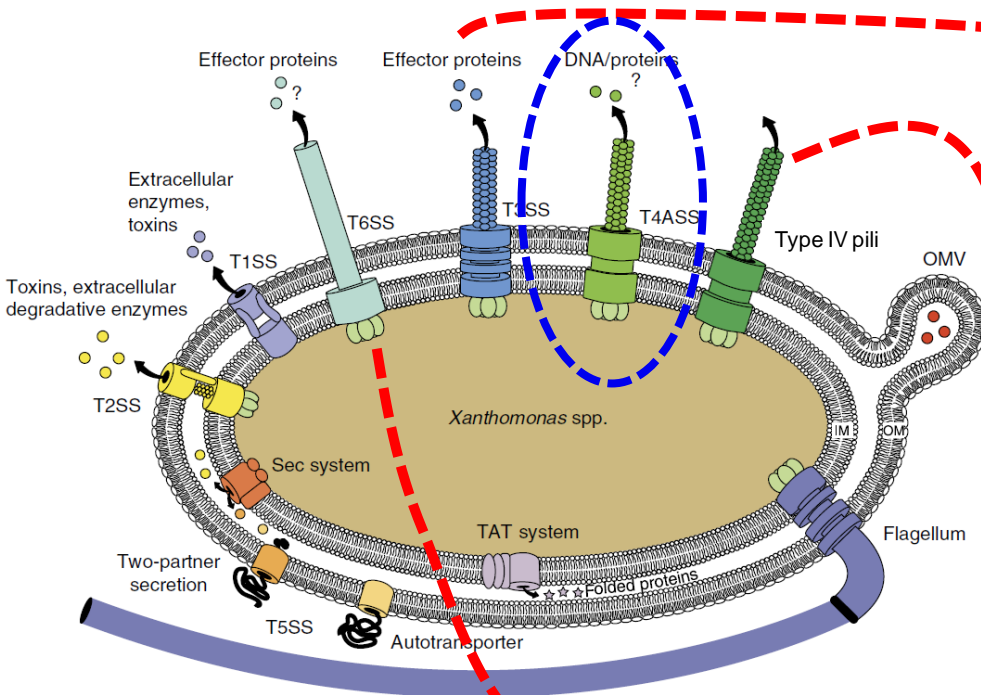 Effector proteins
?
Effector proteins
DNA/proteins
?
Extracellular
enzymes,
toxins
T6SS
T3SS
T4ASS
Type IV pili
OMV
T1SS
Toxins, extracellular
degradative enzymes
T2SS
Xanthomonas spp.
IM
OM
Sec system
TAT system
Flagellum
Two-partner
secretion
Folded proteins
T5SS
Autotransporter